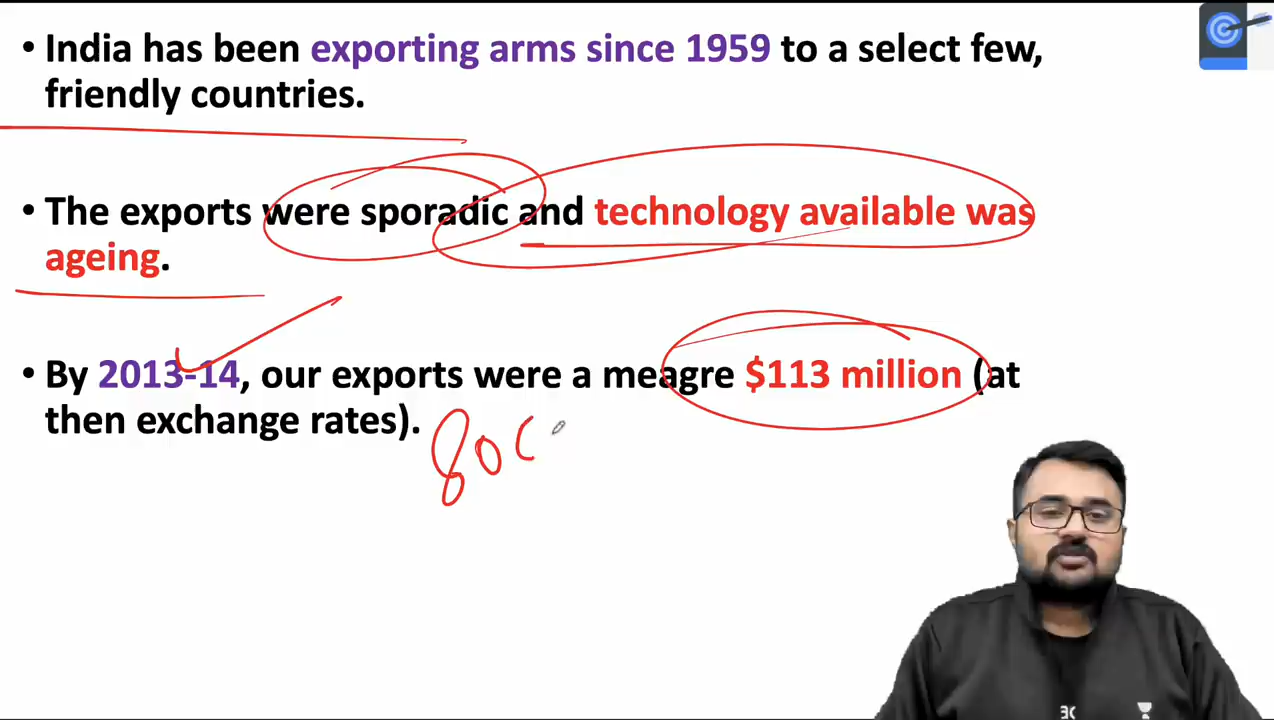 • India has been exporting arms since 1959 to a select few,
friendly countries.
• The exports were sporadic and technology available was
ageing.
• By 2013-14, our exports were a meagre $113 million (at
then exchange rates).